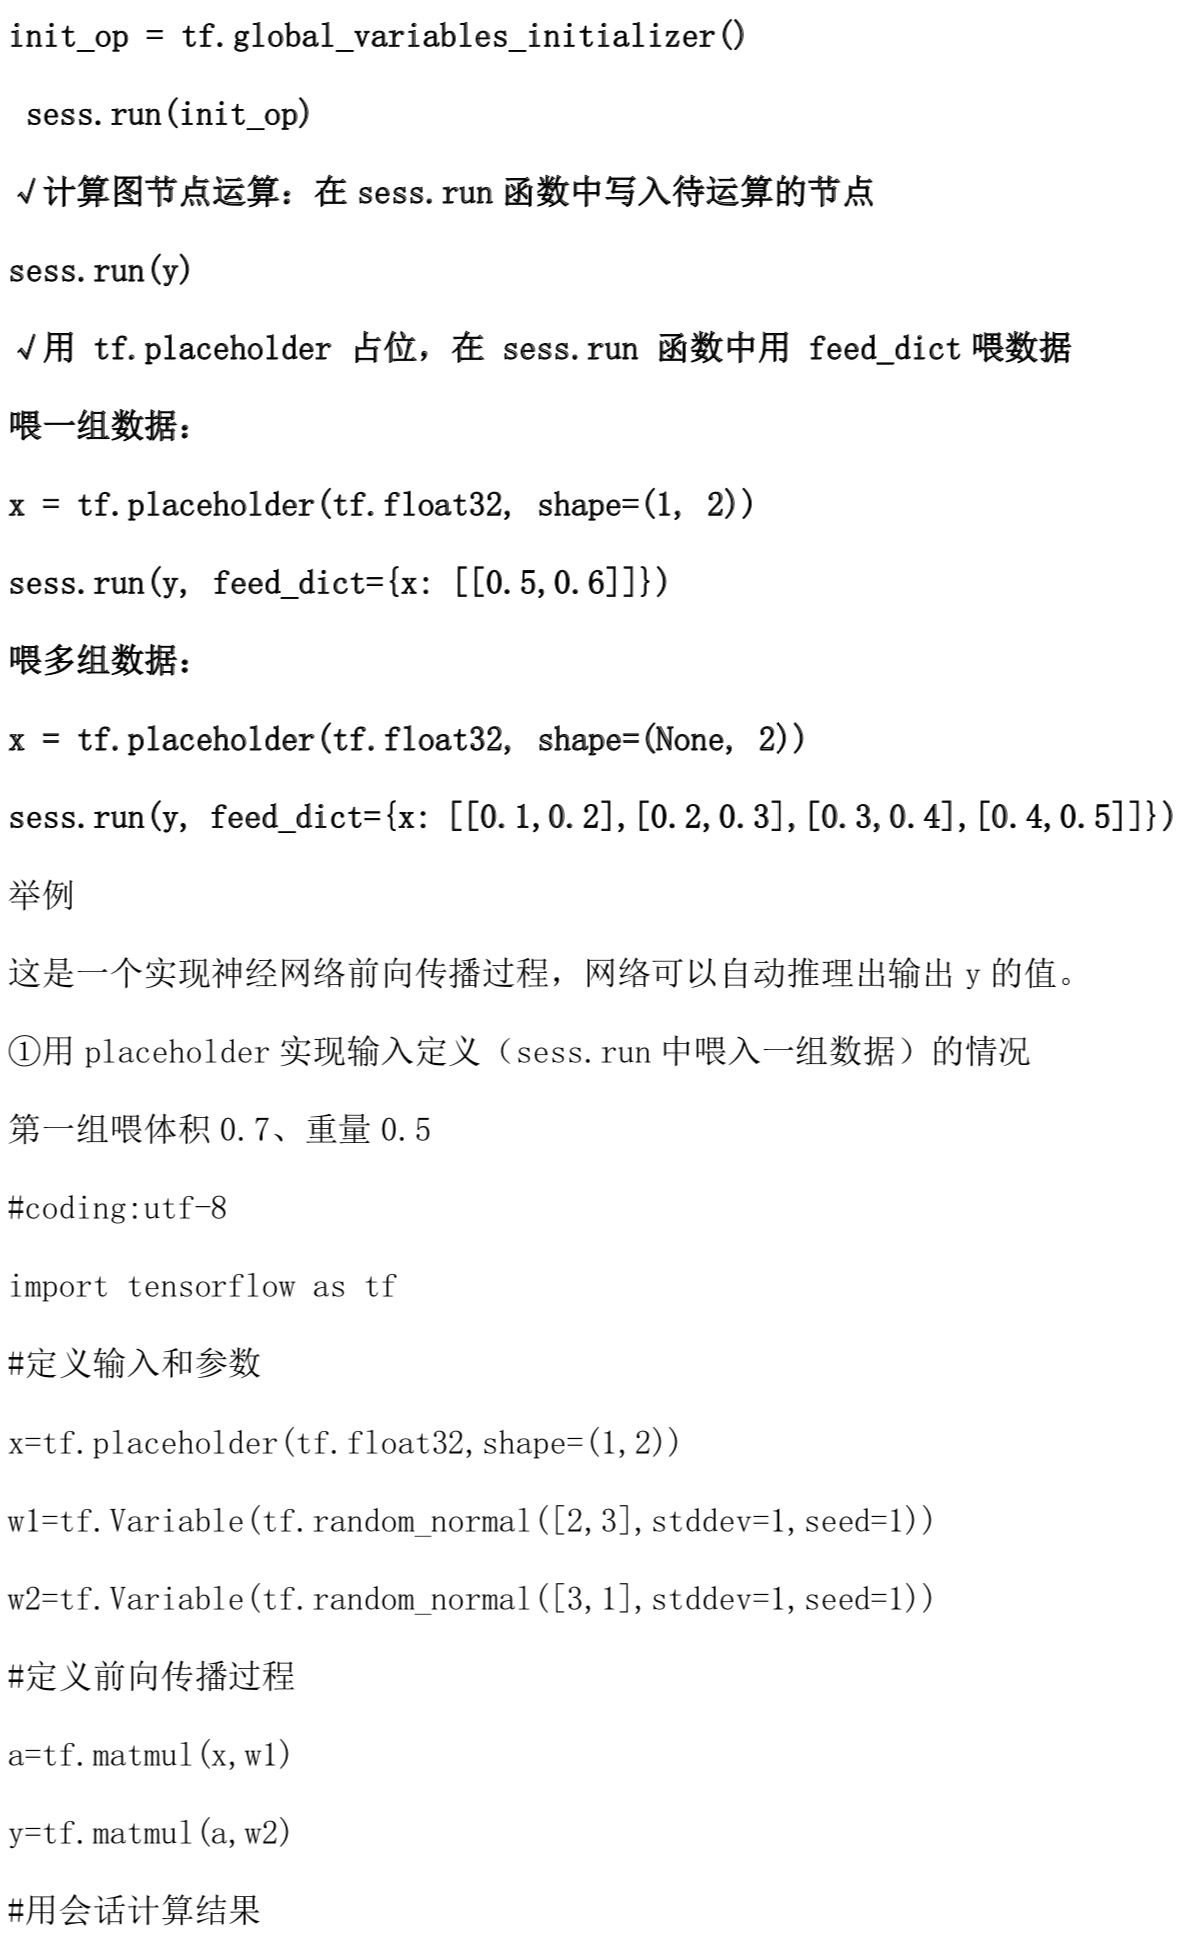 init_op = tf.global_variables_initializer()
sess.run(init_op)
√计算图节点运算：在 sess.run 函数中写入待运算的节点
sess.run(y)
√用 tf.placeholder 占位，在 sess.run 函数中用 feed_dict 喂数据
喂一组数据：
x = tf.placeholder(tf.float32, shape=(1, 2))
sess.run(y, feed_dict={x: [[0.5,0.6]]})
喂多组数据：
x = tf.placeholder(tf.float32, shape=(None, 2))
sess.run(y, feed_dict={x: [[0.1,0.2],[0.2,0.3],[0.3,0.4],[0.4,0.5]]})
举例
这是一个实现神经网络前向传播过程，网络可以自动推理出输出 y 的值。
①用 placeholder 实现输入定义（sess.run 中喂入一组数据）的情况
第一组喂体积 0.7、重量 0.5
#coding:utf-8
import tensorflow as tf
#定义输入和参数
x=tf.placeholder(tf.float32,shape=(1,2))
w1=tf.Variable(tf.random_normal([2,3],stddev=1,seed=1))
w2=tf.Variable(tf.random_normal([3,1],stddev=1,seed=1))
#定义前向传播过程
a=tf.matmul(x,w1)
y=tf.matmul(a,w2)
#用会话计算结果